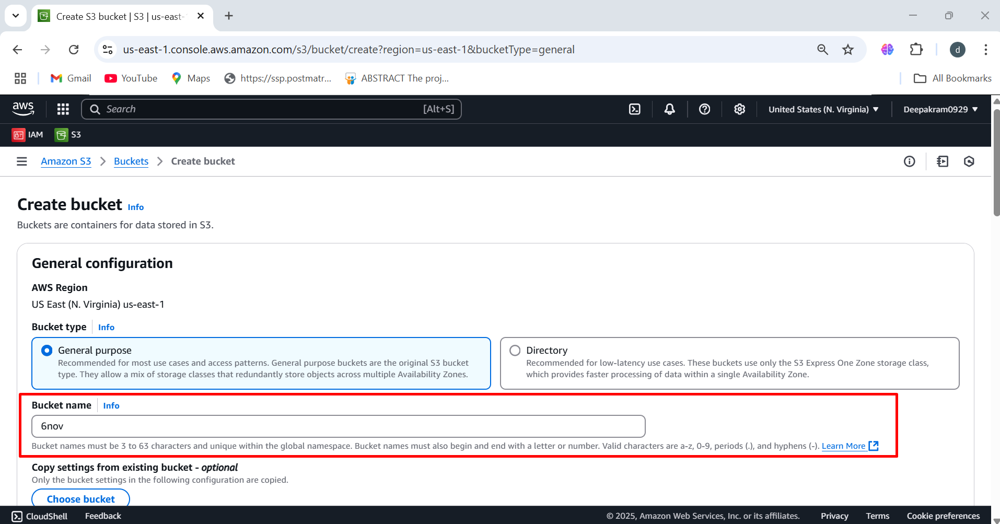 Create S3 bucket | S3 | us-east-
us-east-1.console.aws.amazon.com/s3/bucket/create?region=us-east-1&bucketType=general
d
Gmail YouTube Maps https://ssp.postmatr... ABSTRACT The proj... All Bookmarks
aws Search [Alt+S] United States (N. Virginia) Deepakram0929
IAM S3
Amazon S3 Buckets Create bucket
Create bucket Info
Buckets are containers for data stored in S3.
General configuration
AWS Region
US East (N. Virginia) us-east-1
Bucket type Info
General purpose
Recommended for most use cases and access patterns. General purpose buckets are the original S3 bucket
type. They allow a mix of storage classes that redundantly store objects across multiple Availability Zones.
Directory
Recommended for low-latency use cases. These buckets use only the S3 Express One Zone storage class,
which provides faster processing of data within a single Availability Zone.
Bucket name Info
6nov
Bucket names must be 3 to 63 characters and unique within the global namespace. Bucket names must also begin and end with a letter or number. Valid characters are a-z, 0-9, periods (.), and hyphens (-). Learn More
Copy settings from existing bucket - optional
Only the bucket settings in the following configuration are copied.
Choose bucket
CloudShell Feedback © 2025, Amazon Web Services, Inc. or its affiliates. Privacy Terms Cookie preferences